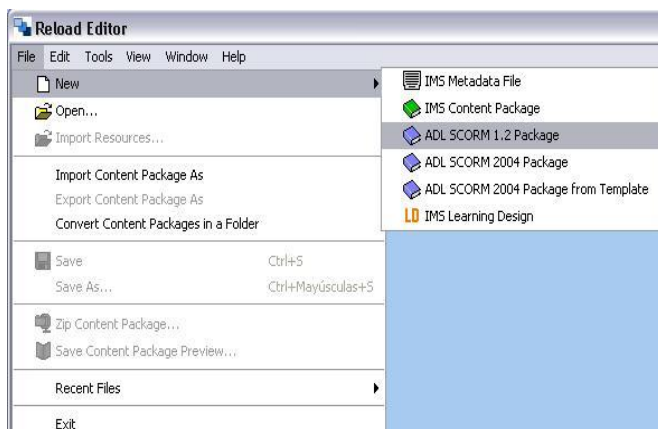 Reload Editor
File Edit Tools View Window Help
New
Open...
Import Resources...
Import Content Package As
Export Content Package As
Convert Content Packages in a Folder
Save Ctrl+S
Save As... Ctrl+Mayúsculas+S
Zip Content Package...
Save Content Package Preview...
Recent Files
Exit
IMS Metadata File
IMS Content Package
ADL SCORM 1.2 Package
ADL SCORM 2004 Package
ADL SCORM 2004 Package from Template
LD IMS Learning Design